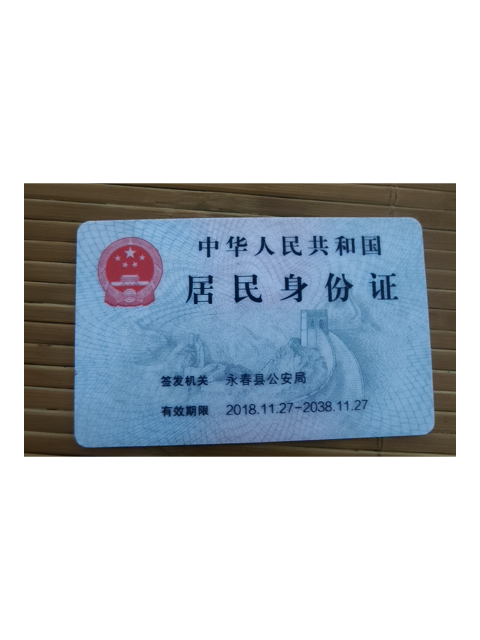 中华人民共和国
居民身份证
签发机关 永春县公安局
有效期限 2018.11.27-2038.11.27